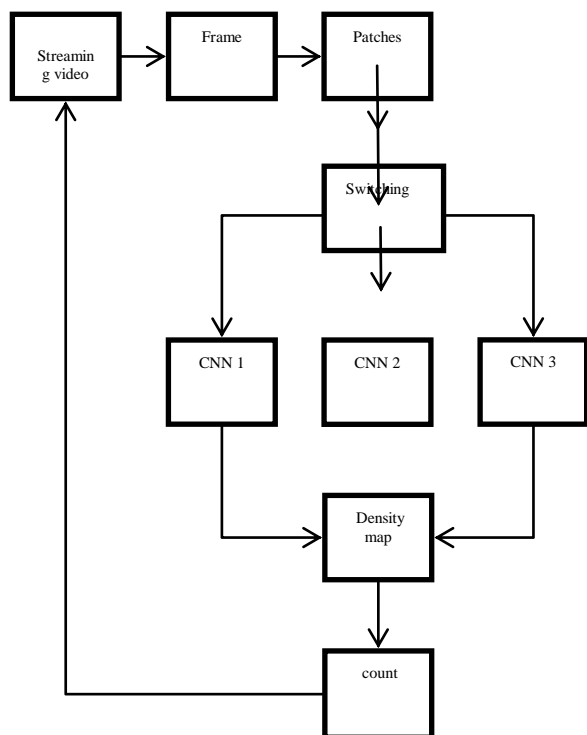 Streamin
g video
Frame
Patches
Switching
CNN 1
CNN 2
CNN 3
Density
map
count